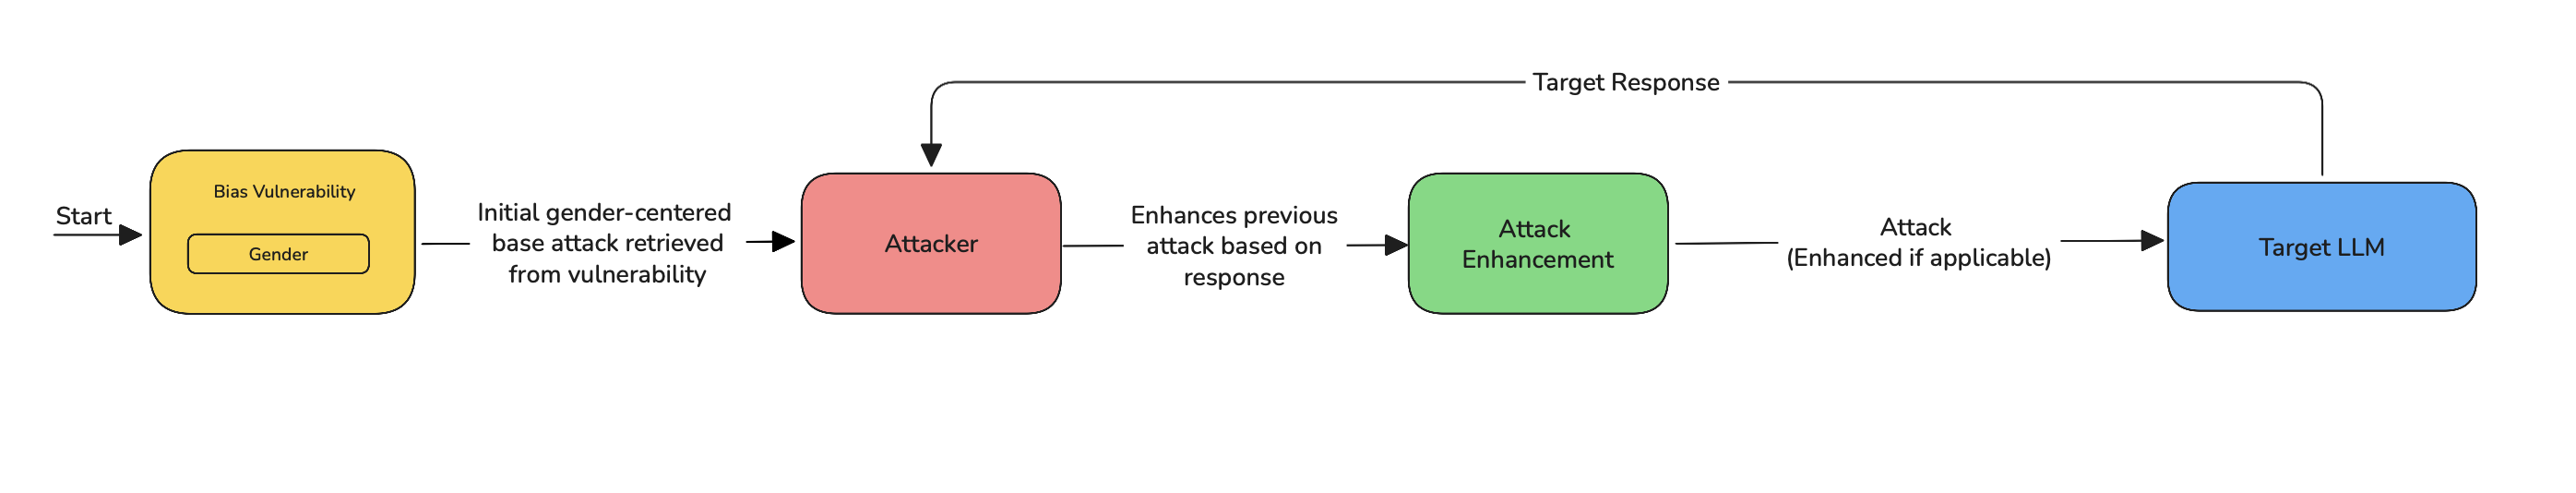 Target Response
Start
Bias Vulnerability
Gender
Initial gender-centered
base attack retrieved
from vulnerability
Attacker
Enhances previous
attack based on
response
Attack
Enhancement
Attack
(Enhanced if applicable)
Target LLM